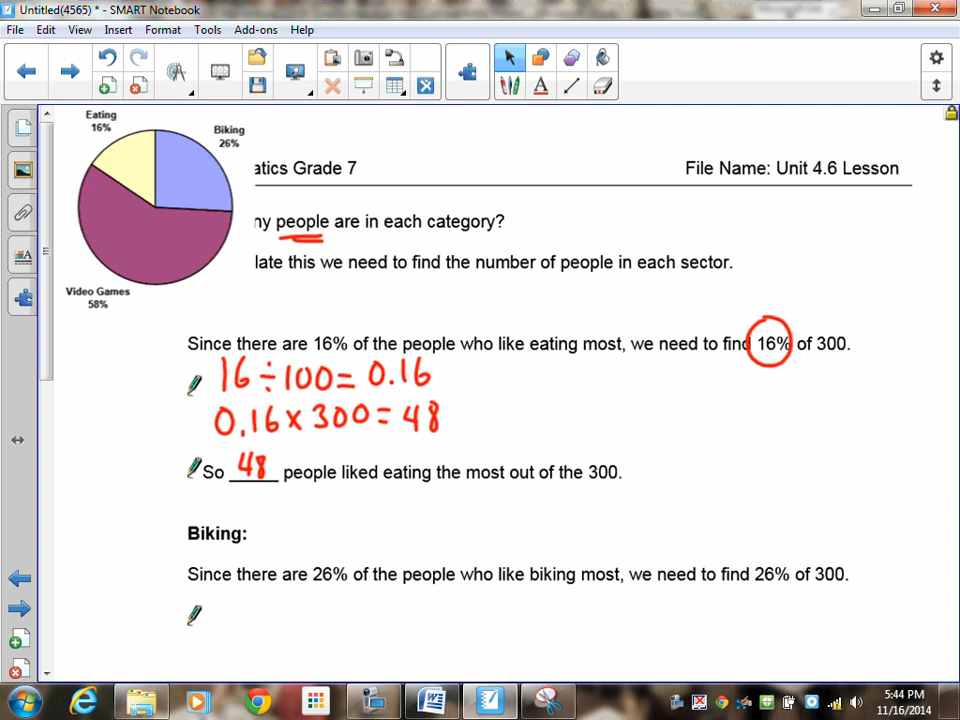 Untitled(4565) * - SMART Notebook
File Edit View Insert Format Tools Add-ons Help
Eating
16%
Biking
26%
Video Games
58%
atics Grade 7 File Name: Unit 4.6 Lesson
ny people are in each category?
late this we need to find the number of people in each sector.
Since there are 16% of the people who like eating most, we need to find 16% of 300.
16 ÷ 100 = 0.16
0.16 x 300 = 48
So 48 people liked eating the most out of the 300.
Biking:
Since there are 26% of the people who like biking most, we need to find 26% of 300.
5:44 PM
11/16/2014